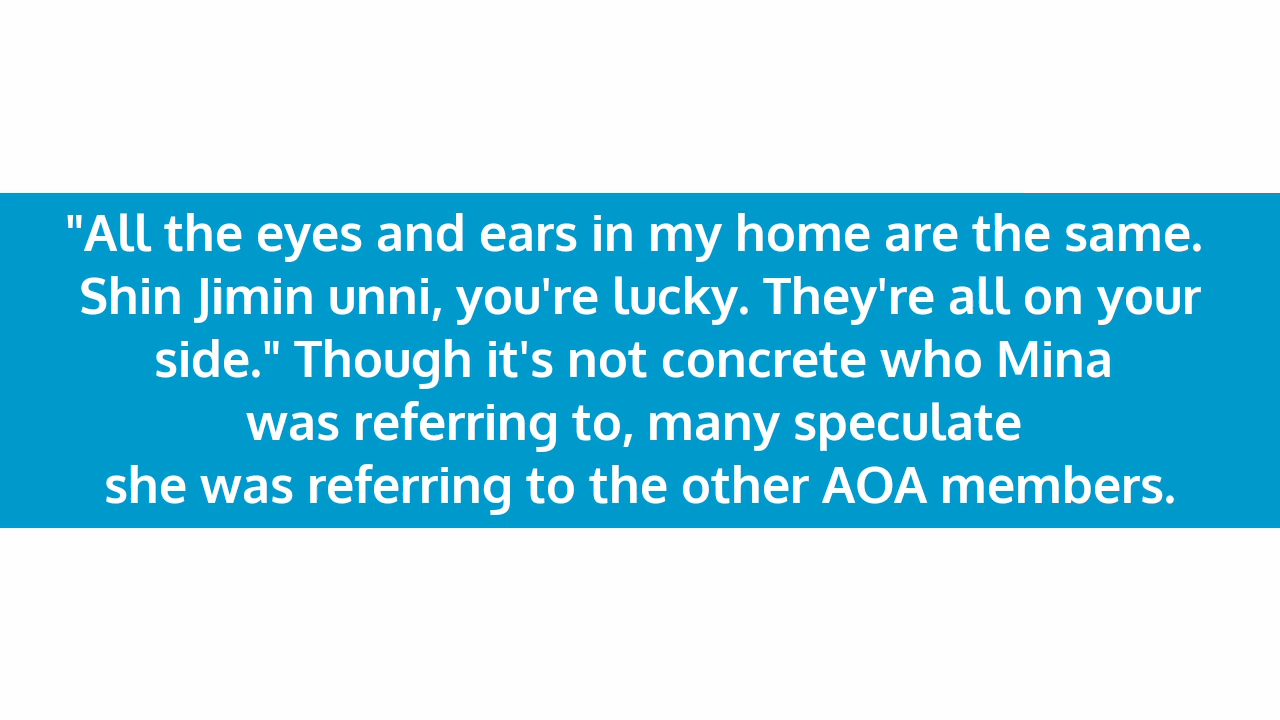 "All the eyes and ears in my home are the same.
Shin Jimin unni, you're lucky. They're all on your
side." Though it's not concrete who Mina
was referring to, many speculate
she was referring to the other AOA members.